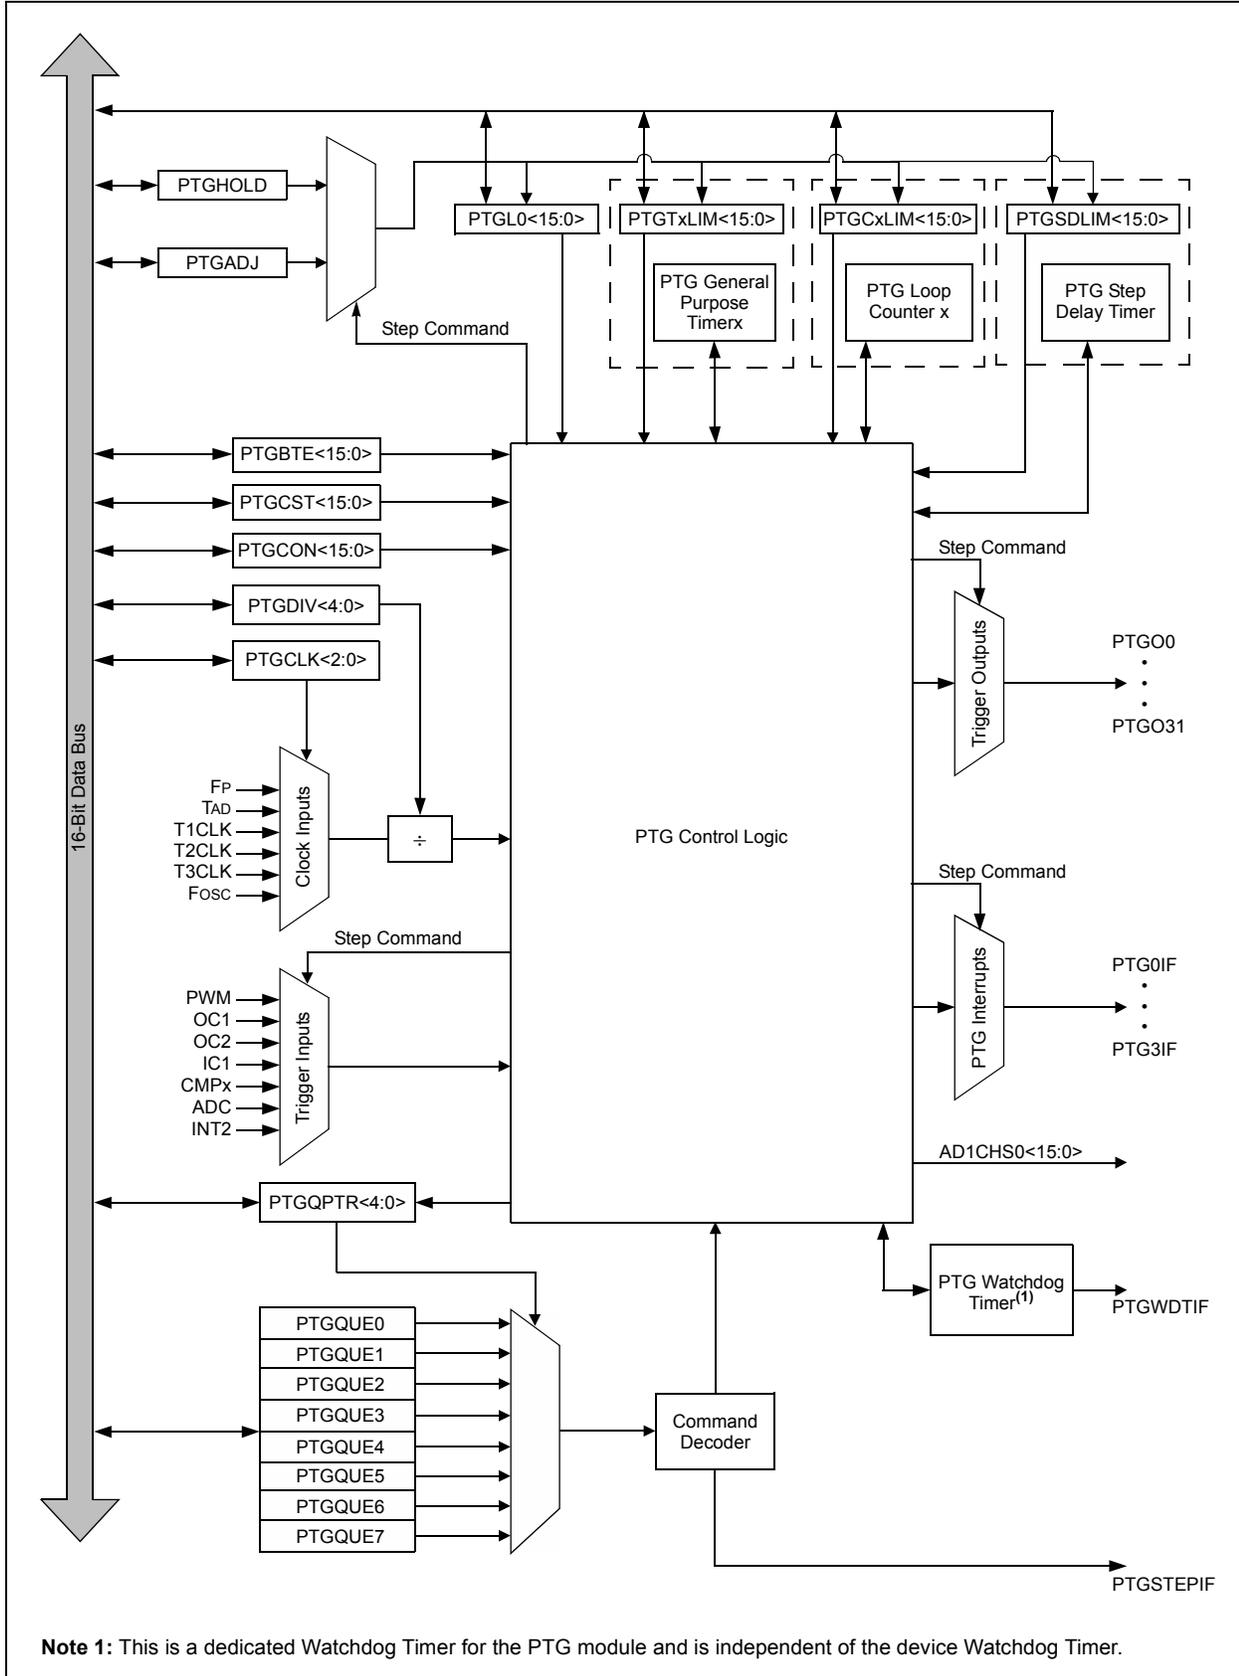 16-Bit Data Bus
PTGHOLD
PTGADJ
PTGL0<15:0>
PTGTxLIM<15:0>
PTGCxLIM<15:0>
PTGSDLIM<15:0>
PTG General
Purpose
Timerx
PTG Loop
Counter x
PTG Step
Delay Timer
Step Command
PTGBTE<15:0>
PTGCST<15:0>
PTGCON<15:0>
PTGDIV<4:0>
PTGCLK<2:0>
FP
TAD
T1CLK
T2CLK
T3CLK
FOSC
Clock Inputs
÷
PTG Control Logic
Step Command
Trigger Outputs
PTGO0
•
•
•
PTGO31
Step Command
PWM
OC1
OC2
IC1
CMPx
ADC
INT2
Trigger Inputs
Step Command
PTG Interrupts
PTG0IF
•
•
•
PTG3IF
AD1CHS0<15:0>
PTGQPTR<4:0>
PTG Watchdog
Timer(1)
PTGWDTIF
PTGQUE0
PTGQUE1
PTGQUE2
PTGQUE3
PTGQUE4
PTGQUE5
PTGQUE6
PTGQUE7
Command
Decoder
PTGSTEPIF
Note 1: This is a dedicated Watchdog Timer for the PTG module and is independent of the device Watchdog Timer.